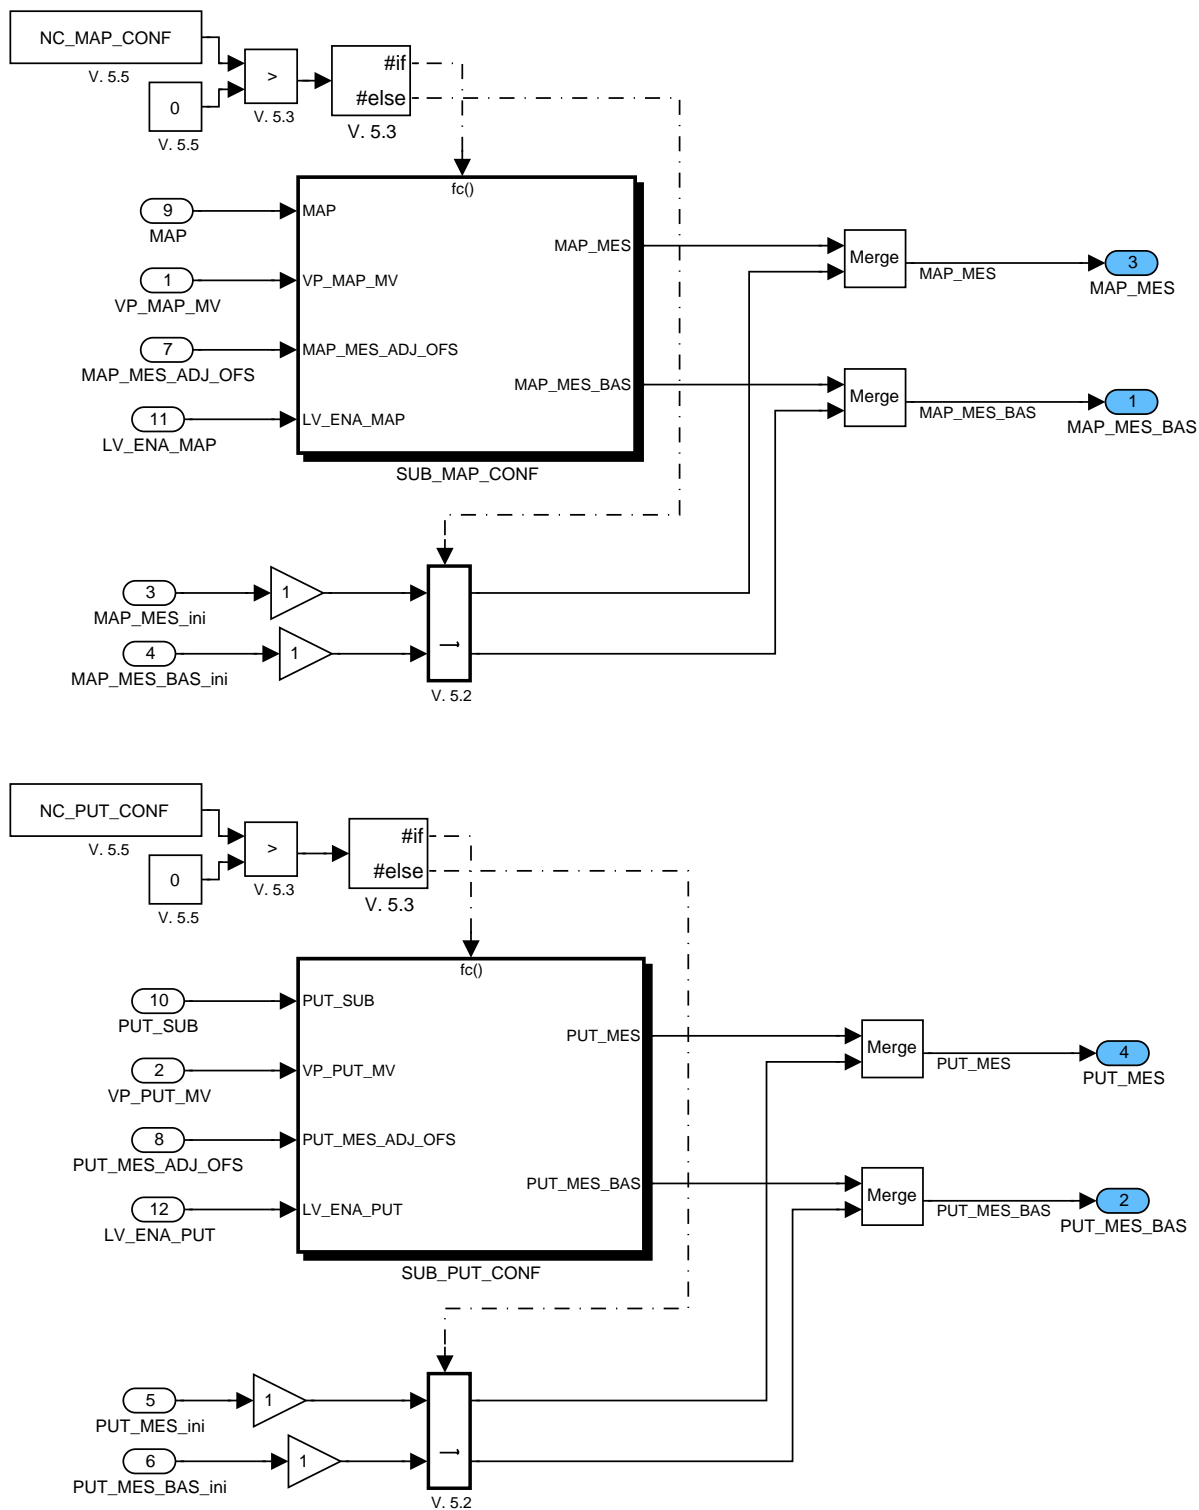 NC_MAP_CONF
V. 5.5
0
V. 5.5
>
V. 5.3
#if
#else
V. 5.3
fc()
9
MAP
MAP
1
VP_MAP_MV
VP_MAP_MV
7
MAP_MES_ADJ_OFS
MAP_MES_ADJ_OFS
11
LV_ENA_MAP
LV_ENA_MAP
MAP_MES
MAP_MES_BAS
SUB_MAP_CONF
Merge
MAP_MES
3
MAP_MES
Merge
MAP_MES_BAS
1
MAP_MES_BAS
3
MAP_MES_ini
1
4
MAP_MES_BAS_ini
1
V. 5.2
NC_PUT_CONF
V. 5.5
0
V. 5.5
>
V. 5.3
#if
#else
V. 5.3
fc()
10
PUT_SUB
PUT_SUB
2
VP_PUT_MV
VP_PUT_MV
8
PUT_MES_ADJ_OFS
PUT_MES_ADJ_OFS
12
LV_ENA_PUT
LV_ENA_PUT
PUT_MES
PUT_MES_BAS
SUB_PUT_CONF
Merge
PUT_MES
4
PUT_MES
Merge
PUT_MES_BAS
2
PUT_MES_BAS
5
PUT_MES_ini
1
6
PUT_MES_BAS_ini
1
V. 5.2